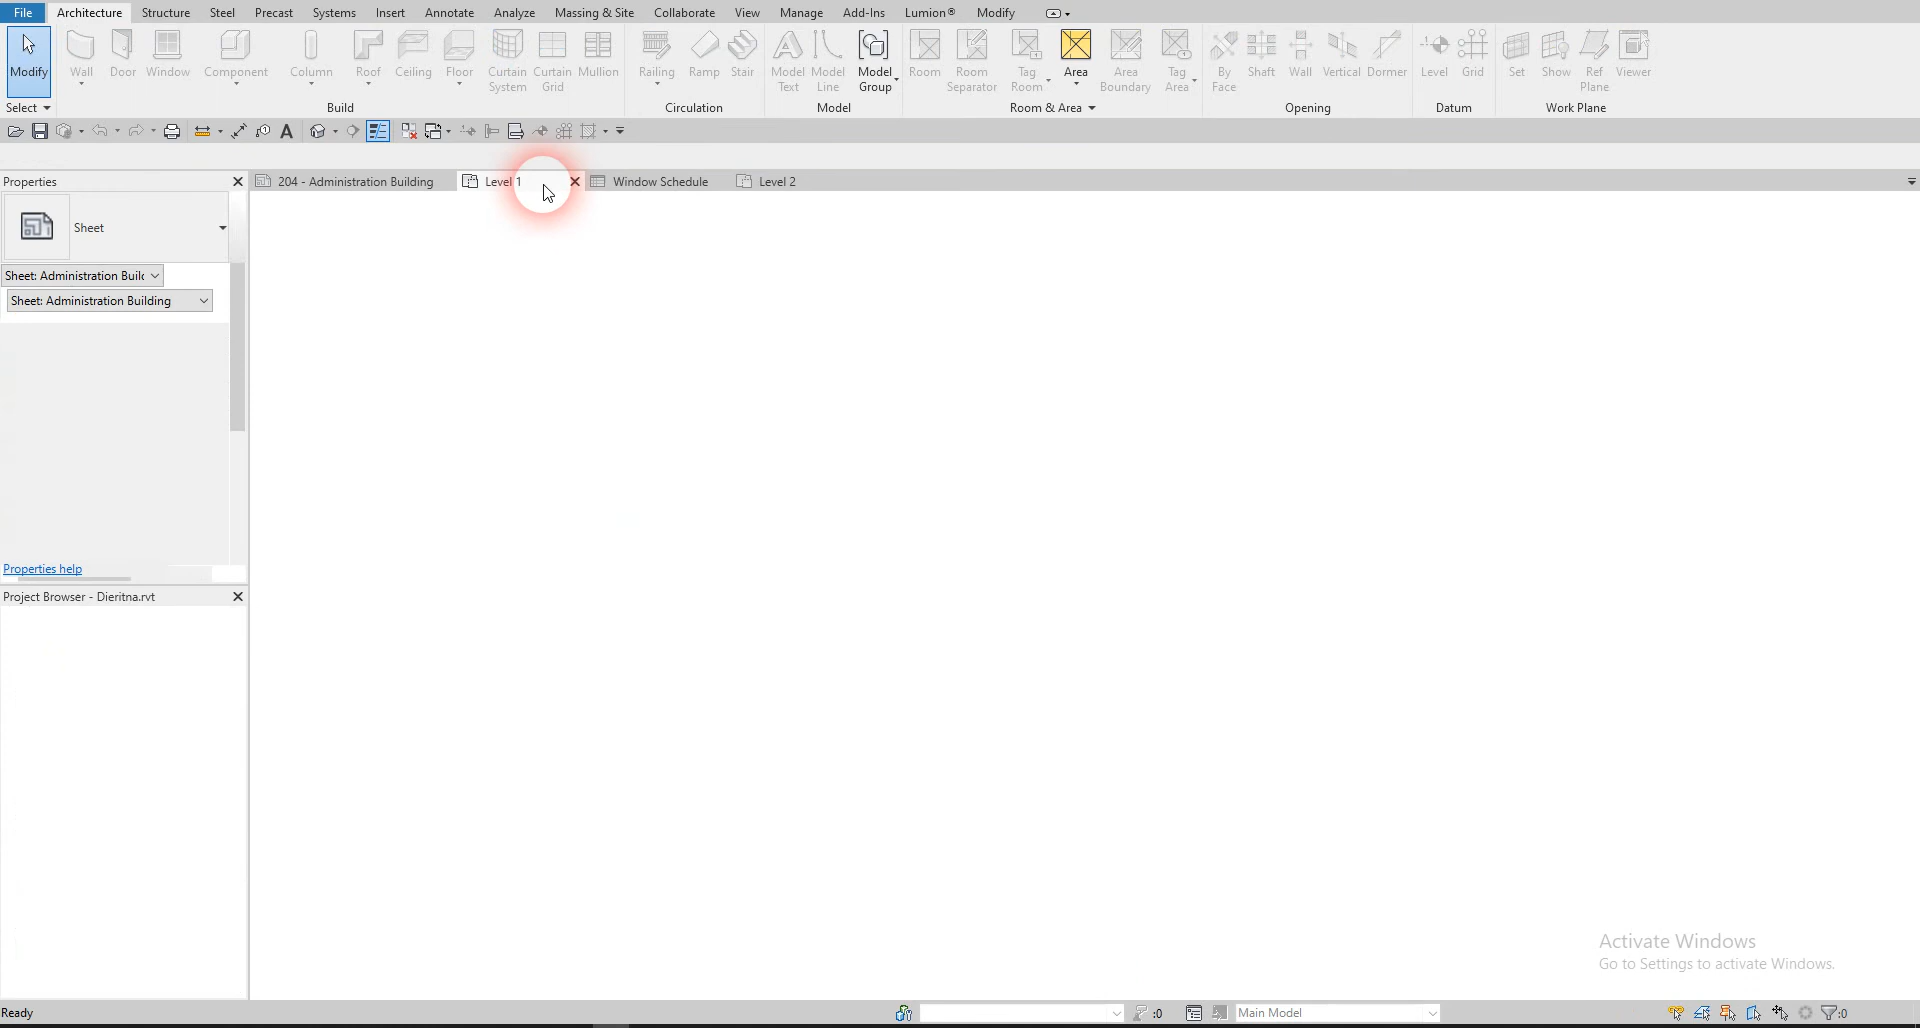 File Architecture Structure Steel Precast Systems Insert Annotate Analyze Massing & Site Collaborate View Manage Add-Ins Lumion® Modify
Modify Wall Door Window Component Column Roof Ceiling Floor Curtain System Curtain Grid Mullion Railing Ramp Stair Model Text Model Line Model Group Room Room Separator Tag Room Area Area Boundary Tag Area By Face Shaft Wall Vertical Dormer Level Grid Set Show Ref Plane Viewer
Select Build Circulation Model Room & Area Opening Datum Work Plane
Properties 204 - Administration Building Level 1 Window Schedule Level 2
Sheet
Sheet: Administration Builc
Sheet: Administration Building
Properties help
Project Browser - Dieritna.rvt
Activate Windows
Go to Settings to activate Windows.
Ready :0 Main Model :0